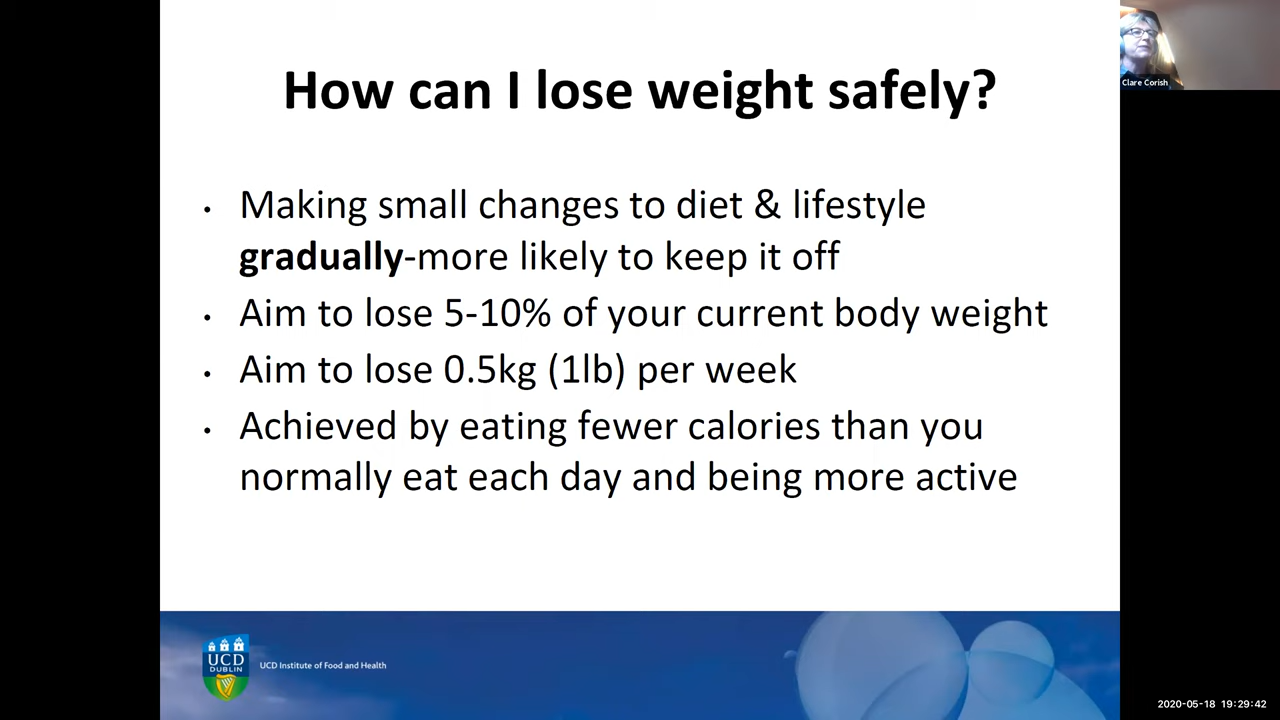 Clare Corish
How can I lose weight safely?
• Making small changes to diet & lifestyle
gradually-more likely to keep it off
• Aim to lose 5-10% of your current body weight
• Aim to lose 0.5kg (1lb) per week
• Achieved by eating fewer calories than you
normally eat each day and being more active
UCD
DUBLIN
UCD Institute of Food and Health
2020-05-18 19:29:42